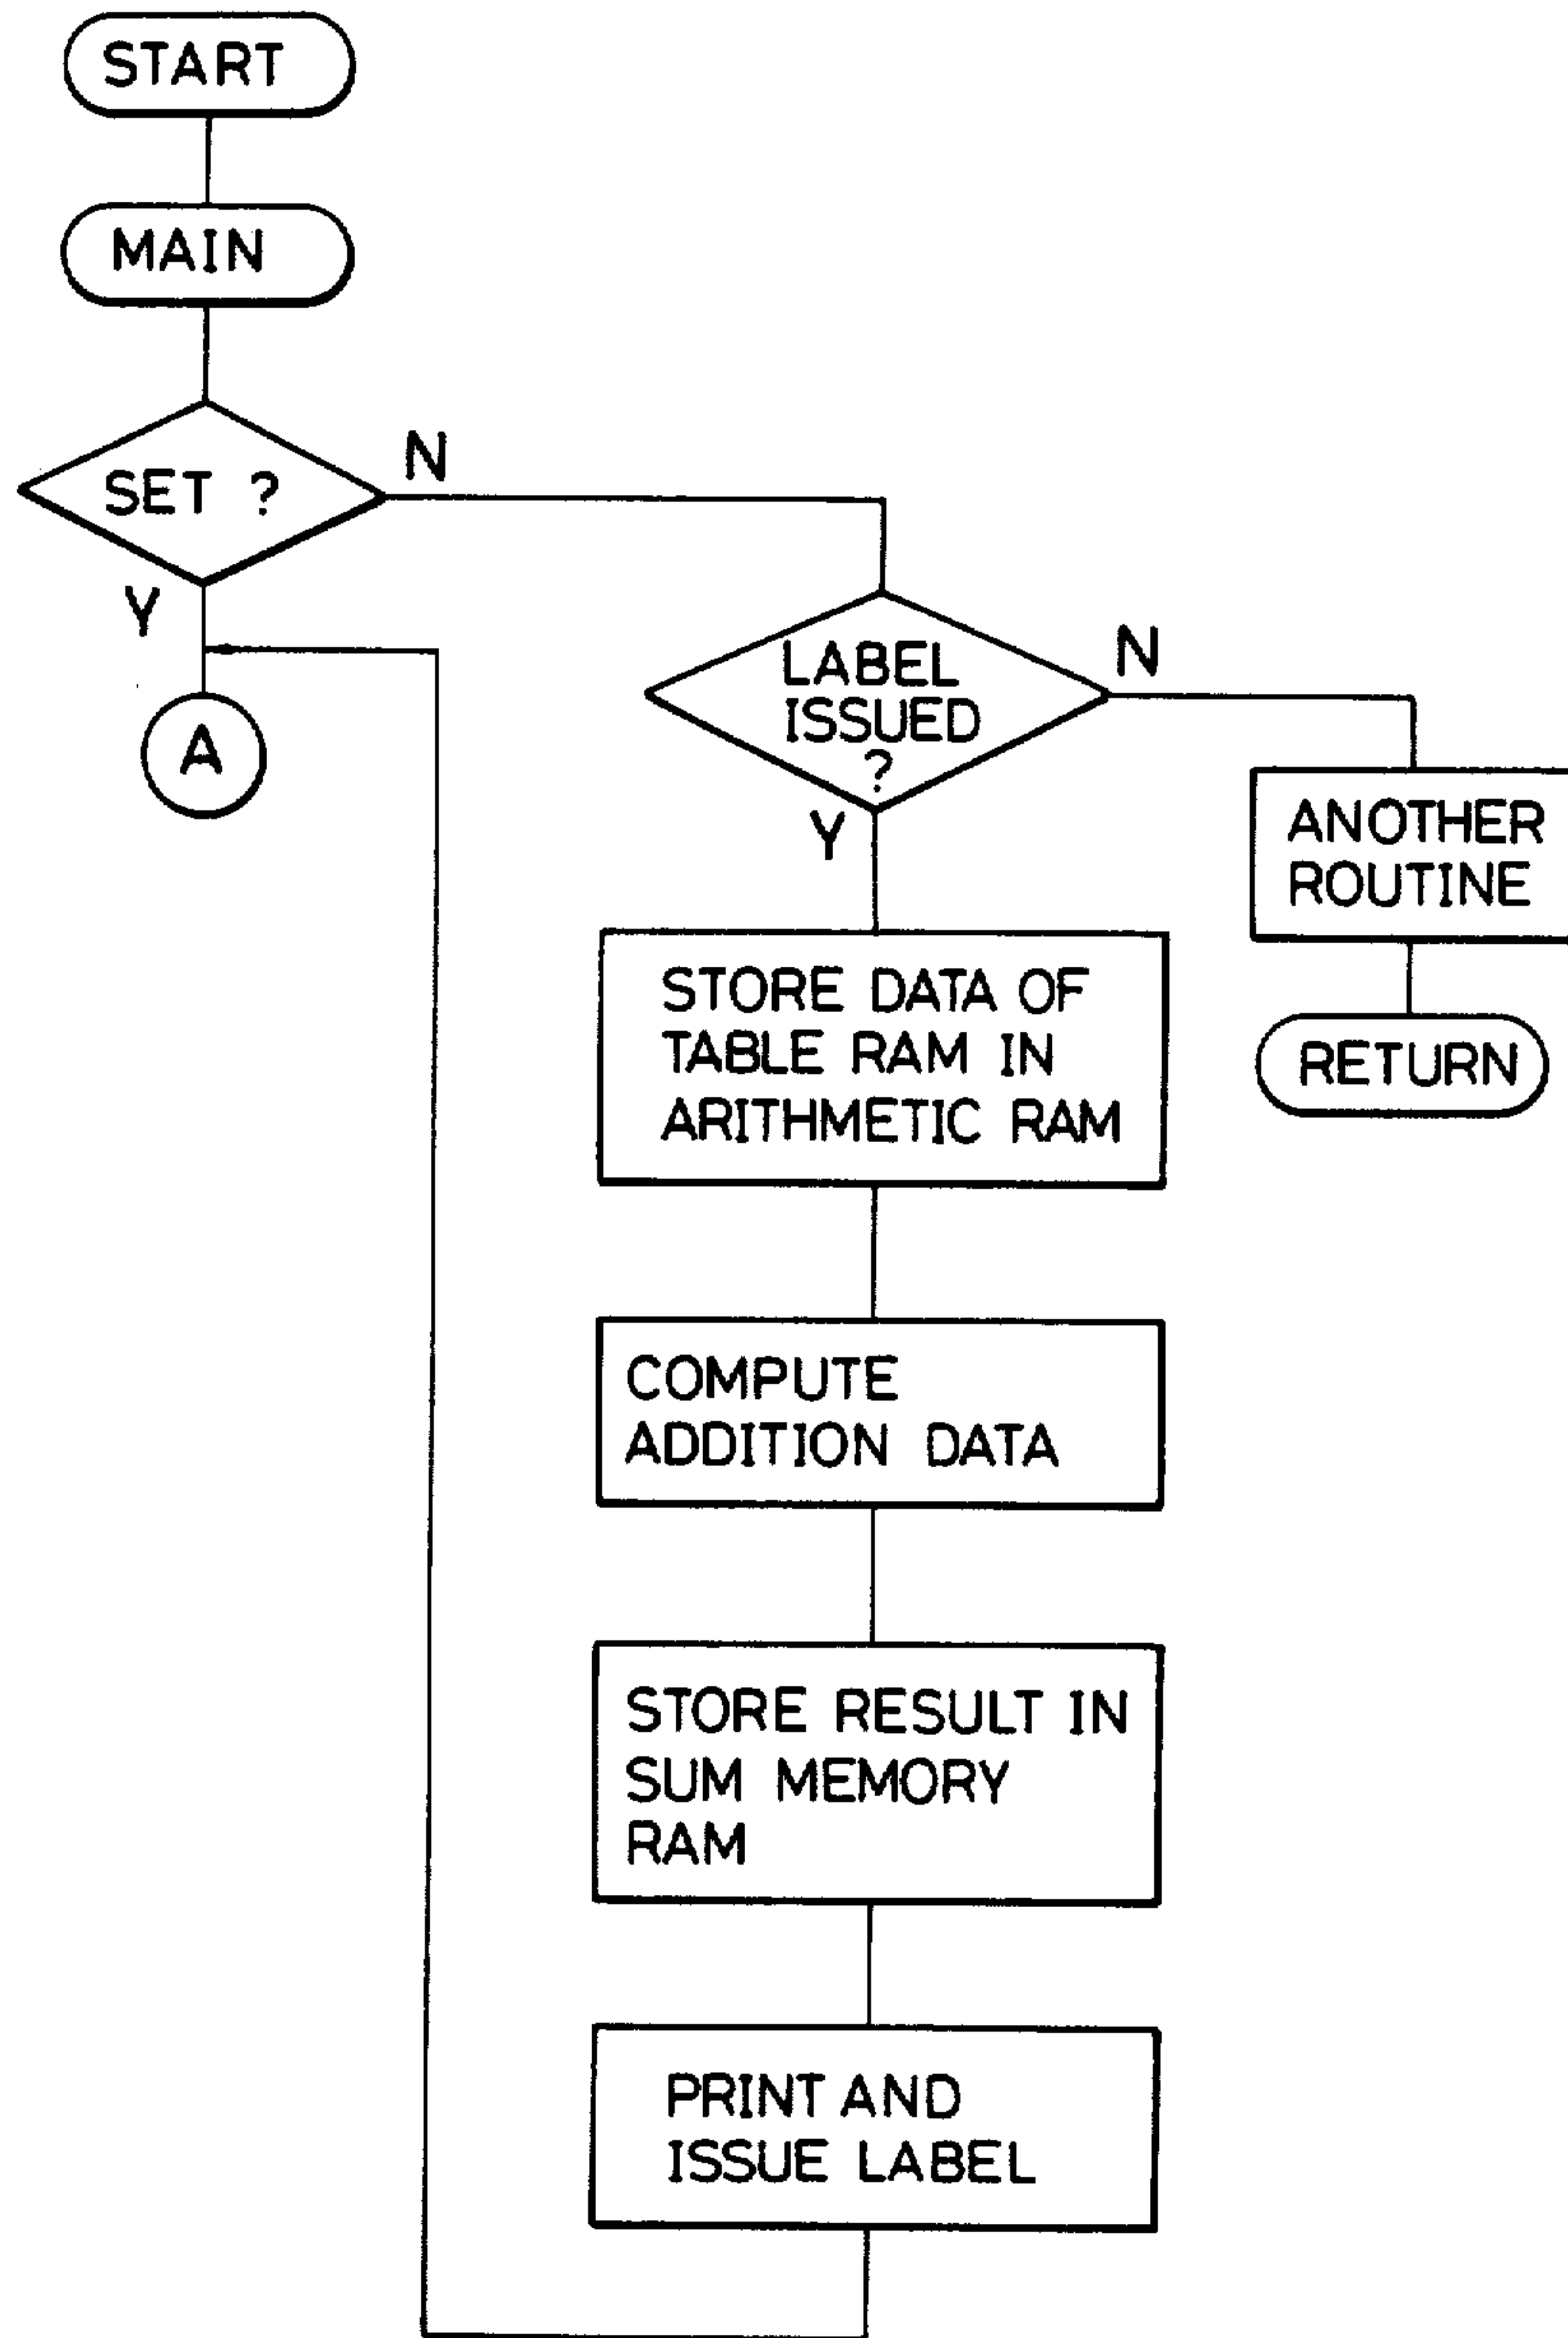 START
MAIN
SET ?
N
Y
A
LABEL
ISSUED
?
N
Y
ANOTHER
ROUTINE
RETURN
STORE DATA OF
TABLE RAM IN
ARITHMETIC RAM
COMPUTE
ADDITION DATA
STORE RESULT IN
SUM MEMORY
RAM
PRINT AND
ISSUE LABEL